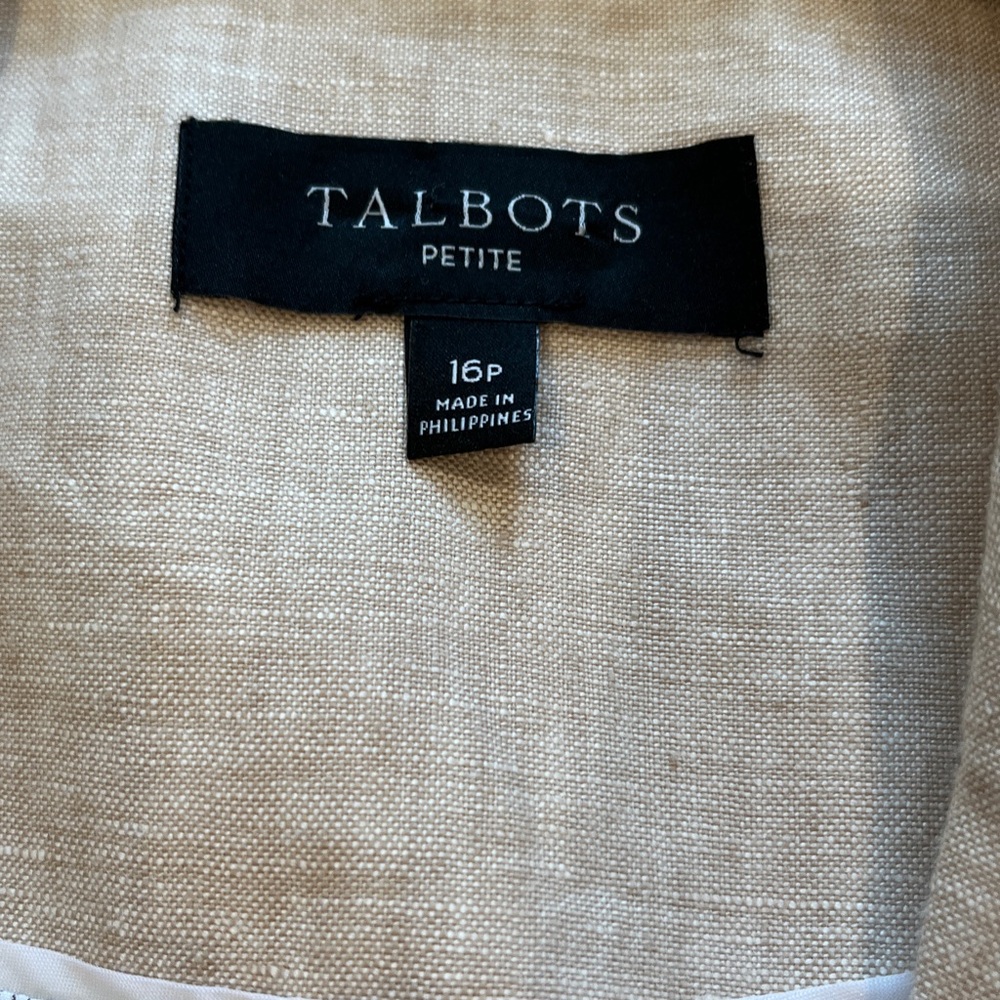 TALBOTS
PETITE
16P
MADE IN
PHILIPPINES